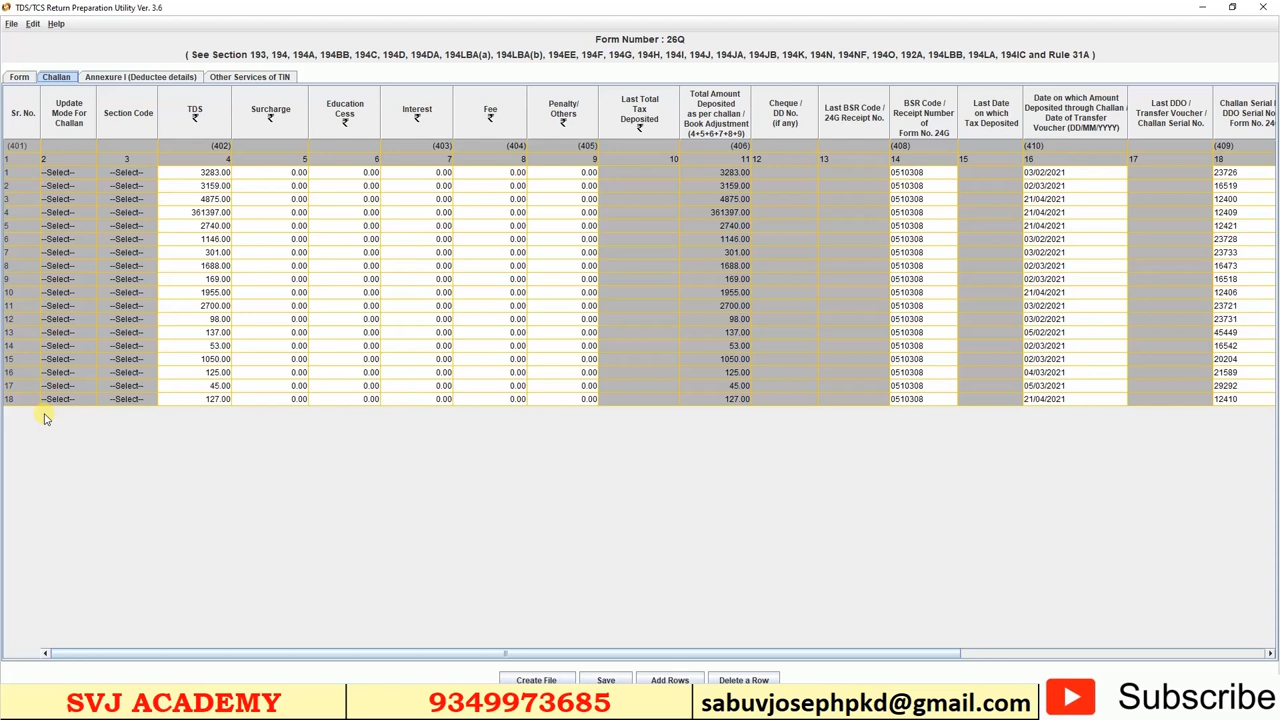 TDS/TCS Return Preparation Utility Ver. 3.6
File Edit Help
Form Number : 26Q
( See Section 193, 194, 194A, 194BB, 194C, 194D, 194DA, 194LBA(a), 194LBA(b), 194EE, 194F, 194G, 194H, 194I, 194J, 194JA, 194JB, 194K, 194N, 194NF, 194O, 192A, 194LBB, 194LA, 194IC and Rule 31A )
Form Challan Annexure I (Deductee details) Other Services of TIN
Sr. No. Update Mode For Challan Section Code TDS ₹ Surcharge ₹ Education Cess ₹ Interest ₹ Fee ₹ Penalty/ Others ₹ Last Total Tax Deposited ₹ Total Amount Deposited as per challan / Book Adjustment (4+5+6+7+8+9) Cheque / DD No. (if any) Last BSR Code / 24G Receipt No. BSR Code / Receipt Number of Form No. 24G Last Date on which Tax Deposited Date on which Amount Deposited through Challan / Date of Transfer Voucher (DD/MM/YYYY) Last DDO / Transfer Voucher / Challan Serial No. Challan Serial DDO Serial No. Form No. 24
(401) (402) (403) (404) (405) (406) (408) (410) (409)
1 2 3 4 5 6 7 8 9 10 11 12 13 14 15 16 17 18
1 --Select-- --Select-- 3283.00 0.00 0.00 0.00 0.00 0.00 3283.00 0510308 03/02/2021 23726
2 --Select-- --Select-- 3159.00 0.00 0.00 0.00 0.00 0.00 3159.00 0510308 02/03/2021 16519
3 --Select-- --Select-- 4875.00 0.00 0.00 0.00 0.00 0.00 4875.00 0510308 21/04/2021 12400
4 --Select-- --Select-- 361397.00 0.00 0.00 0.00 0.00 0.00 361397.00 0510308 21/04/2021 12409
5 --Select-- --Select-- 2740.00 0.00 0.00 0.00 0.00 0.00 2740.00 0510308 21/04/2021 12421
6 --Select-- --Select-- 1146.00 0.00 0.00 0.00 0.00 0.00 1146.00 0510308 03/02/2021 23728
7 --Select-- --Select-- 301.00 0.00 0.00 0.00 0.00 0.00 301.00 0510308 03/02/2021 23733
8 --Select-- --Select-- 1688.00 0.00 0.00 0.00 0.00 0.00 1688.00 0510308 02/03/2021 16473
9 --Select-- --Select-- 169.00 0.00 0.00 0.00 0.00 0.00 169.00 0510308 02/03/2021 16518
10 --Select-- --Select-- 1955.00 0.00 0.00 0.00 0.00 0.00 1955.00 0510308 21/04/2021 12406
11 --Select-- --Select-- 2700.00 0.00 0.00 0.00 0.00 0.00 2700.00 0510308 03/02/2021 23721
12 --Select-- --Select-- 98.00 0.00 0.00 0.00 0.00 0.00 98.00 0510308 03/02/2021 23731
13 --Select-- --Select-- 137.00 0.00 0.00 0.00 0.00 0.00 137.00 0510308 05/02/2021 45449
14 --Select-- --Select-- 53.00 0.00 0.00 0.00 0.00 0.00 53.00 0510308 02/03/2021 16542
15 --Select-- --Select-- 1050.00 0.00 0.00 0.00 0.00 0.00 1050.00 0510308 02/03/2021 20204
16 --Select-- --Select-- 125.00 0.00 0.00 0.00 0.00 0.00 125.00 0510308 04/03/2021 21589
17 --Select-- --Select-- 45.00 0.00 0.00 0.00 0.00 0.00 45.00 0510308 05/03/2021 29292
18 --Select-- --Select-- 127.00 0.00 0.00 0.00 0.00 0.00 127.00 0510308 21/04/2021 12410
Create File Save Add Rows Delete a Row
SVJ ACADEMY 9349973685 sabuvjosephpkd@gmail.com Subscribe